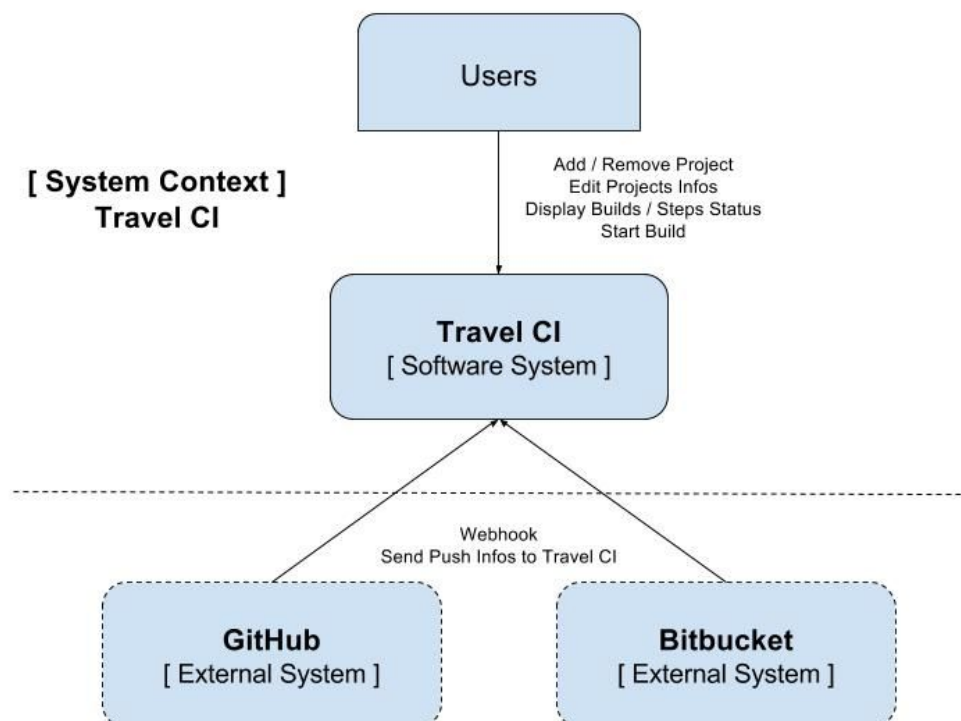 Users
[ System Context ]
Travel CI
Add / Remove Project
Edit Projects Infos
Display Builds / Steps Status
Start Build
Travel CI
[ Software System ]
Webhook
Send Push Infos to Travel CI
GitHub
[ External System ]
Bitbucket
[ External System ]